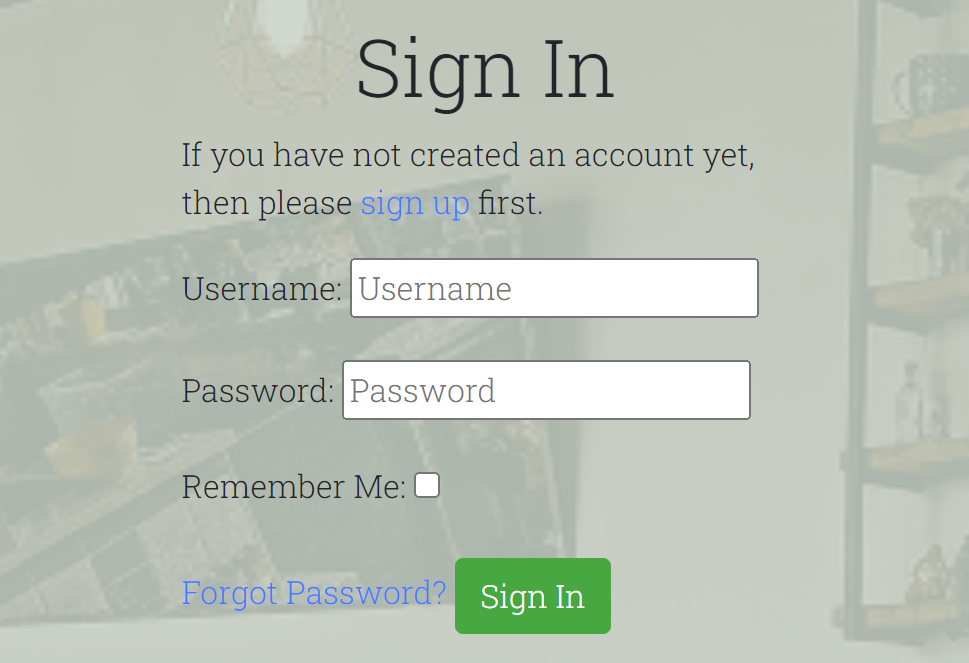 Sign In
If you have not created an account yet,
then please sign up first.
Username: Username
Password: Password
Remember Me:
Forgot Password? Sign In